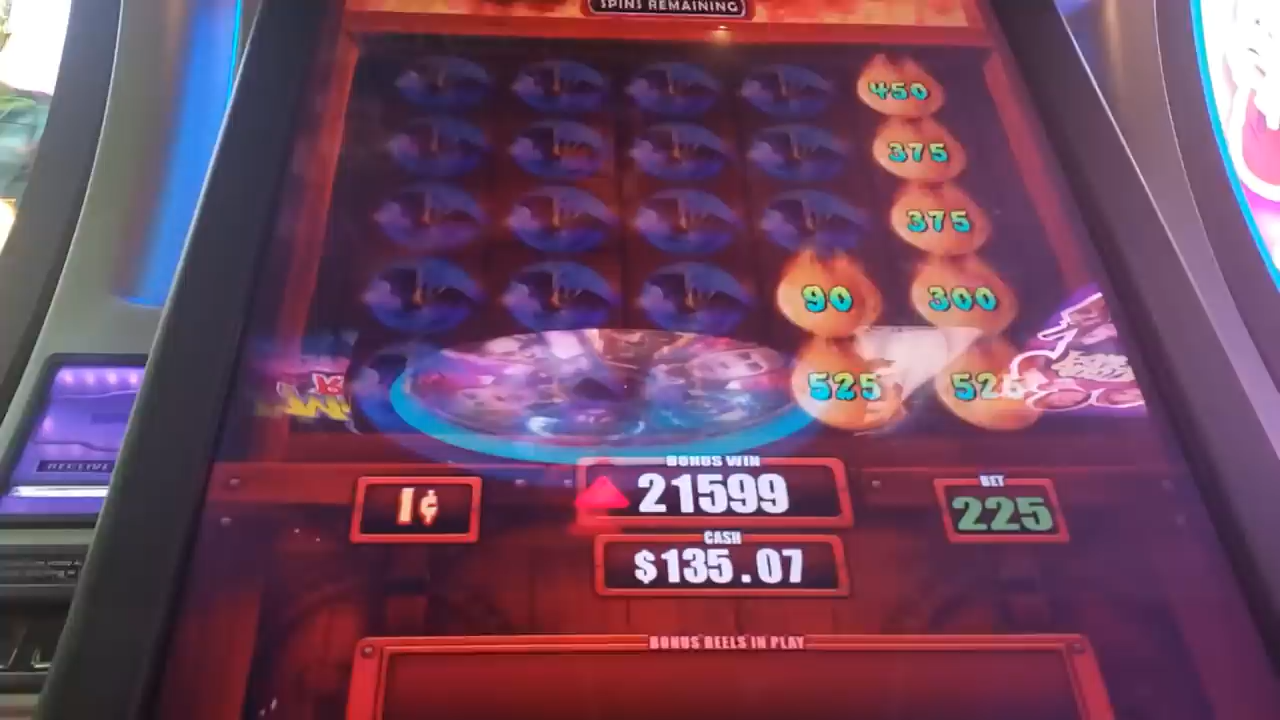 SPINS REMAINING
450
375
375
90 300
525 525
BONUS WIN
1¢ 21599
BET
225
CASH
$135.07
BONUS REELS IN PLAY